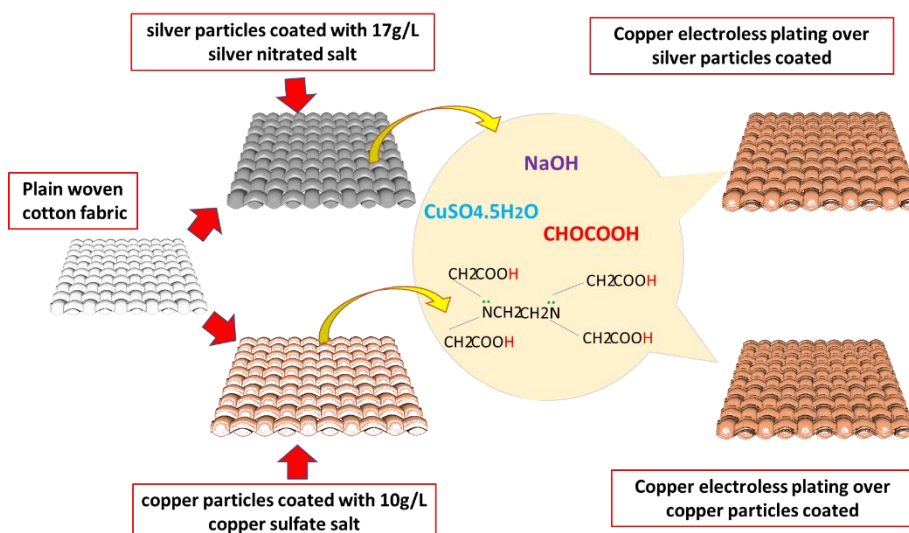 silver particles coated with 17g/L
silver nitrated salt
Copper electroless plating over
silver particles coated
Plain woven
cotton fabric
NaOH
CuSO4.5H2O
CHOCOOH
CH2COOH
CH2COOH
NCH2CH2N
CH2COOH
CH2COOH
copper particles coated with 10g/L
copper sulfate salt
Copper electroless plating over
copper particles coated